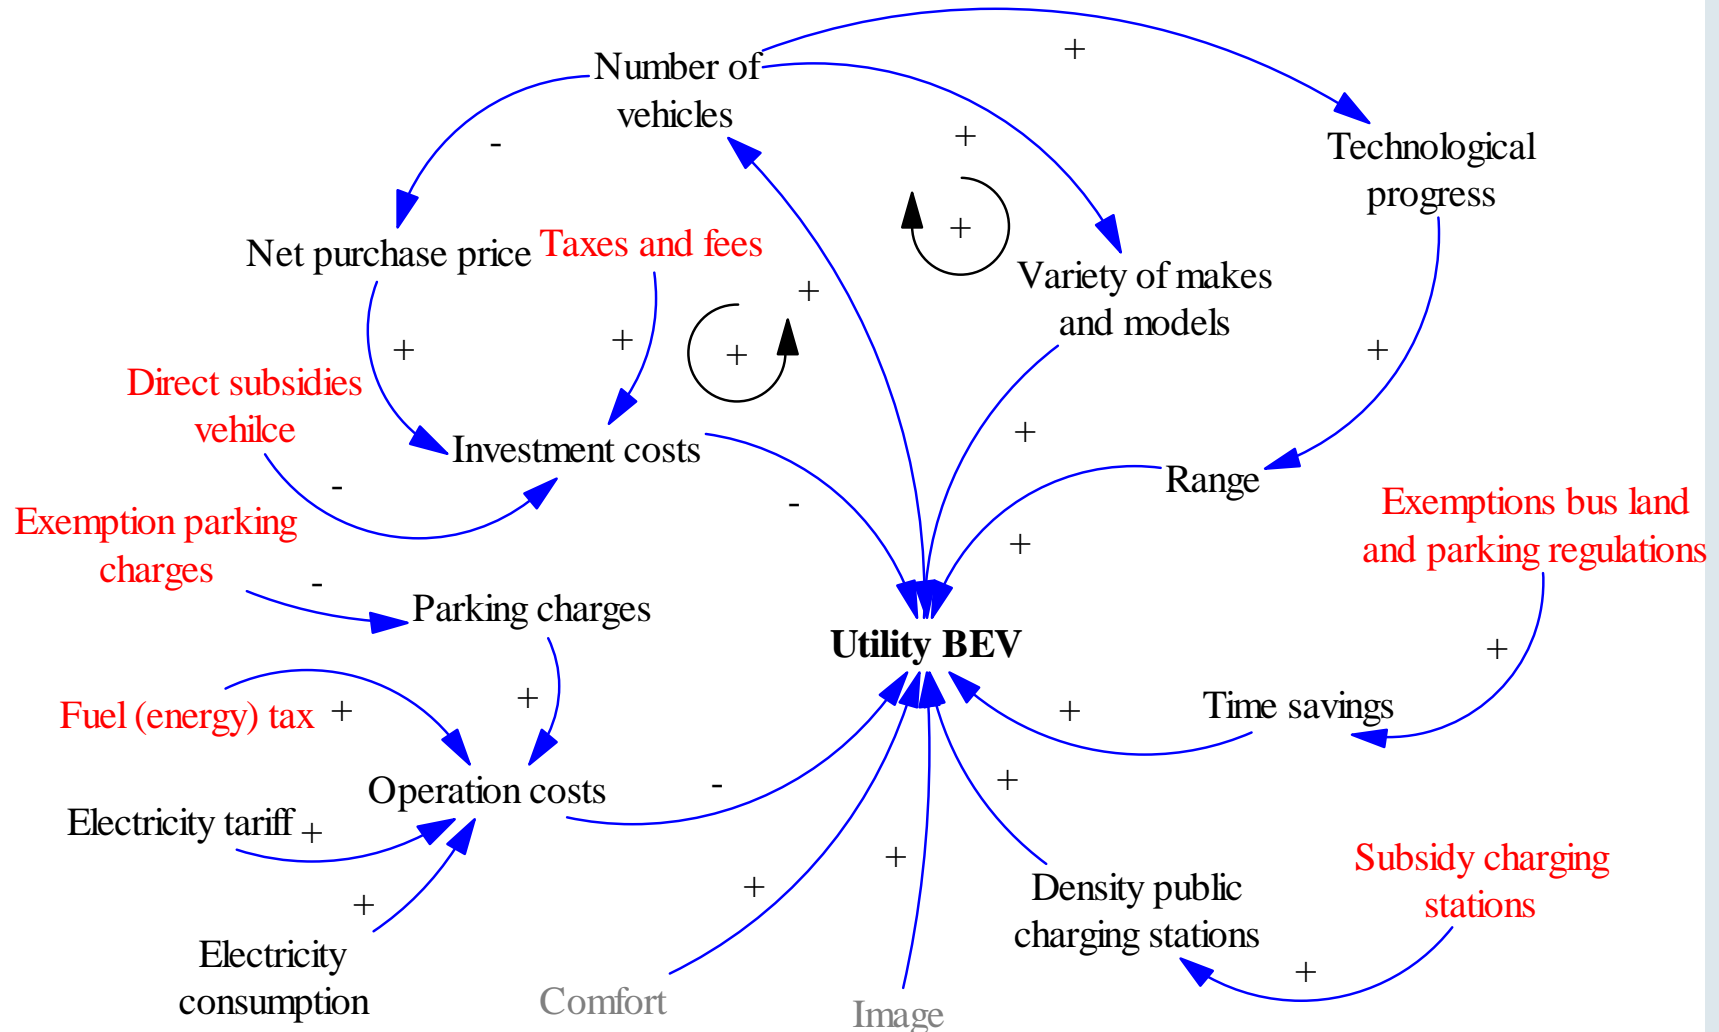 +
Number of
vehicles
-
+
Technological
progress
+
Net purchase price
Taxes and fees
Variety of makes
and models
+
+
+
+
+
+
Direct subsidies
vehilce
+
Investment costs
-
-
Range
+
Exemptions bus land
and parking regulations
Exemption parking
charges
-
Parking charges
Utility BEV
+
+
Fuel (energy) tax
+
Time savings
+
Operation costs
-
+
Electricity tariff
+
+
+
+
Electricity
consumption
Comfort
Image
Density public
charging stations
Subsidy charging
stations
+